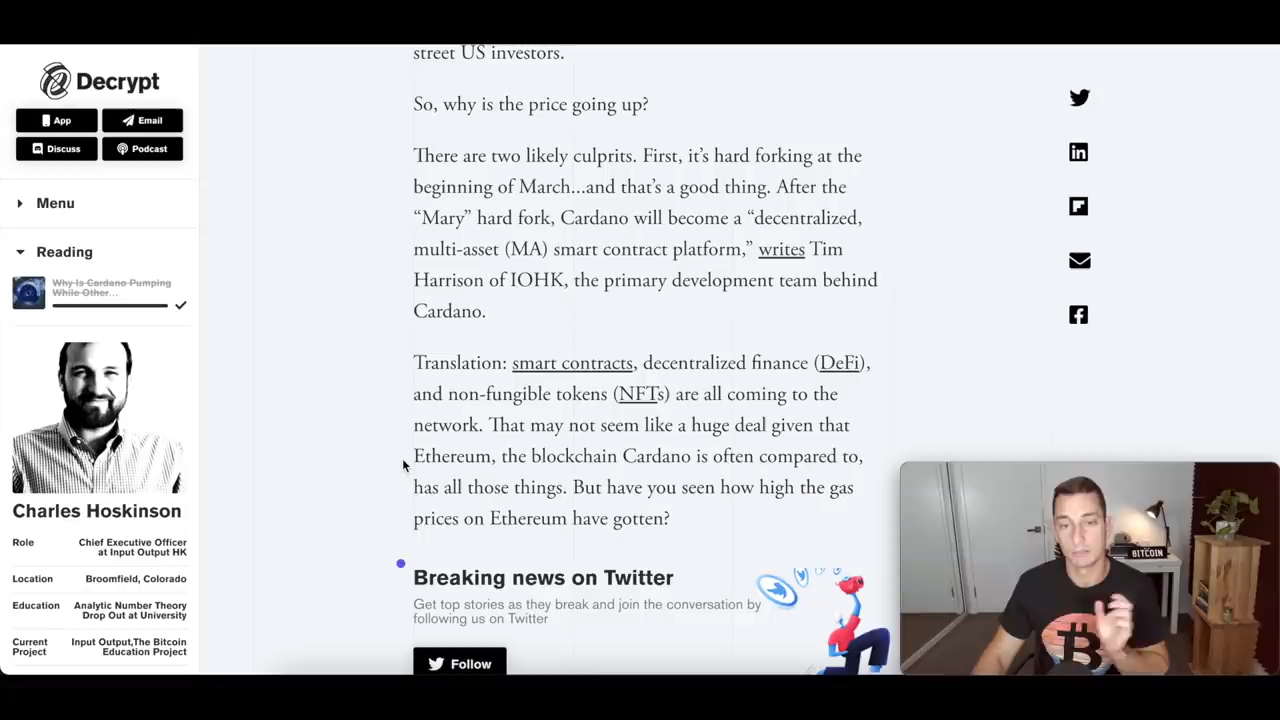 Decrypt
App
Email
Discuss
Podcast
Menu
Reading
Why Is Cardano Pumping
While Other...
Charles Hoskinson
Role
Chief Executive Officer
at Input Output HK
Location
Broomfield, Colorado
Education
Analytic Number Theory
Drop Out at University
Current
Project
Input Output,The Bitcoin
Education Project
street US investors.
So, why is the price going up?
There are two likely culprits. First, it’s hard forking at the
beginning of March...and that’s a good thing. After the
“Mary” hard fork, Cardano will become a “decentralized,
multi-asset (MA) smart contract platform,” writes Tim
Harrison of IOHK, the primary development team behind
Cardano.
Translation: smart contracts, decentralized finance (DeFi),
and non-fungible tokens (NFTs) are all coming to the
network. That may not seem like a huge deal given that
Ethereum, the blockchain Cardano is often compared to,
has all those things. But have you seen how high the gas
prices on Ethereum have gotten?
Breaking news on Twitter
Get top stories as they break and join the conversation by
following us on Twitter
Follow
BITCOIN